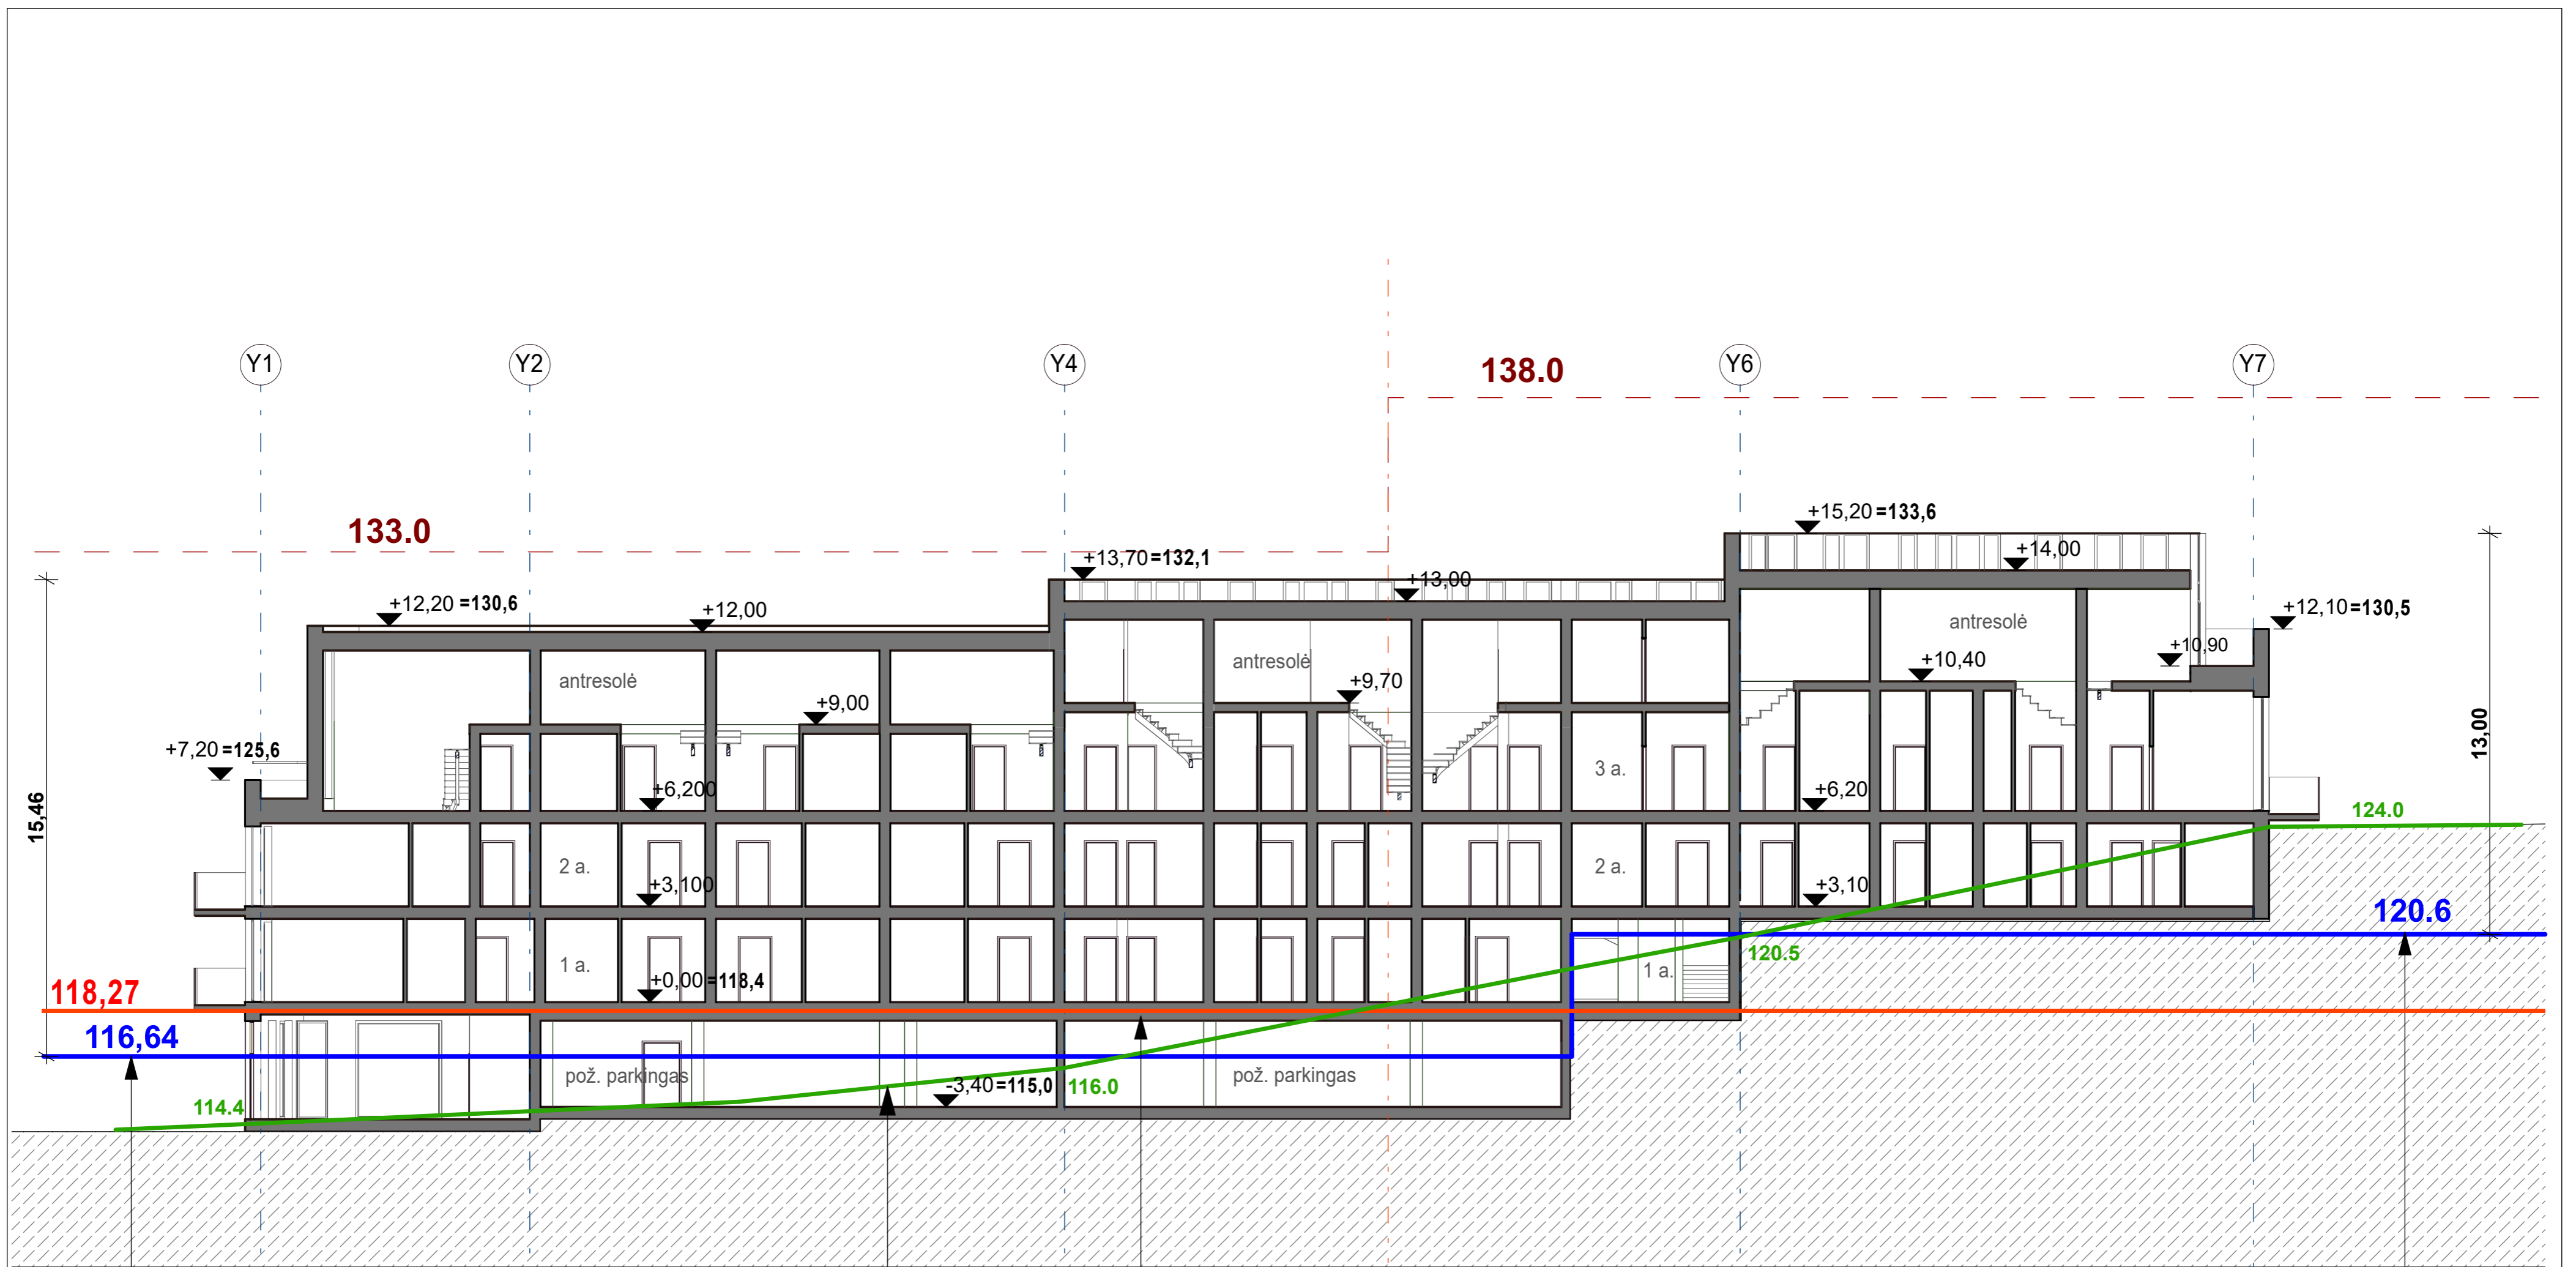 Y1
Y2
Y4
Y6
Y7
138.0
133.0
+15,20 =133,6
+14,00
+13,70 =132,1
+13,00
+12,20 =130,6
+12,00
+12,10 =130,5
antresolė
antresolė
antresolė
+10,90
+10,40
+9,70
+9,00
+7,20 =125,6
13,00
15,46
3 a.
+6,200
+6,20
124.0
2 a.
2 a.
+3,100
+3,10
120.6
120.5
1 a.
1 a.
+0,00 =118,4
118,27
116,64
pož. parkingas
pož. parkingas
-3,40 =115,0
116.0
114.4